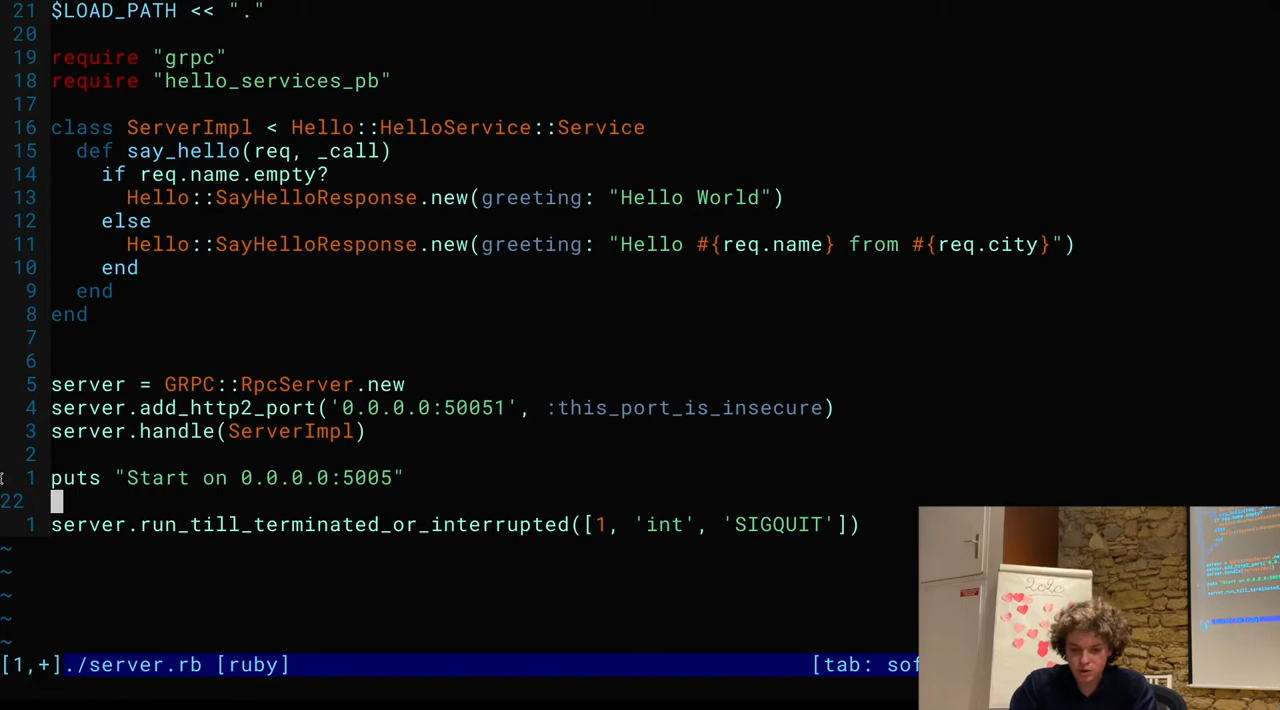 21 $LOAD_PATH << "."
20
19 require "grpc"
18 require "hello_services_pb"
17
16 class ServerImpl < Hello::HelloService::Service
15 def say_hello(req, _call)
14 if req.name.empty?
13 Hello::SayHelloResponse.new(greeting: "Hello World")
12 else
11 Hello::SayHelloResponse.new(greeting: "Hello #{req.name} from #{req.city}")
10 end
9 end
8 end
7
6
5 server = GRPC::RpcServer.new
4 server.add_http2_port('0.0.0.0:50051', :this_port_is_insecure)
3 server.handle(ServerImpl)
2
1 puts "Start on 0.0.0.0:5005"
22
1 server.run_till_terminated_or_interrupted([1, 'int', 'SIGQUIT'])
~
~
~
~
~
[1,+]./server.rb [ruby] [tab: sof
2020